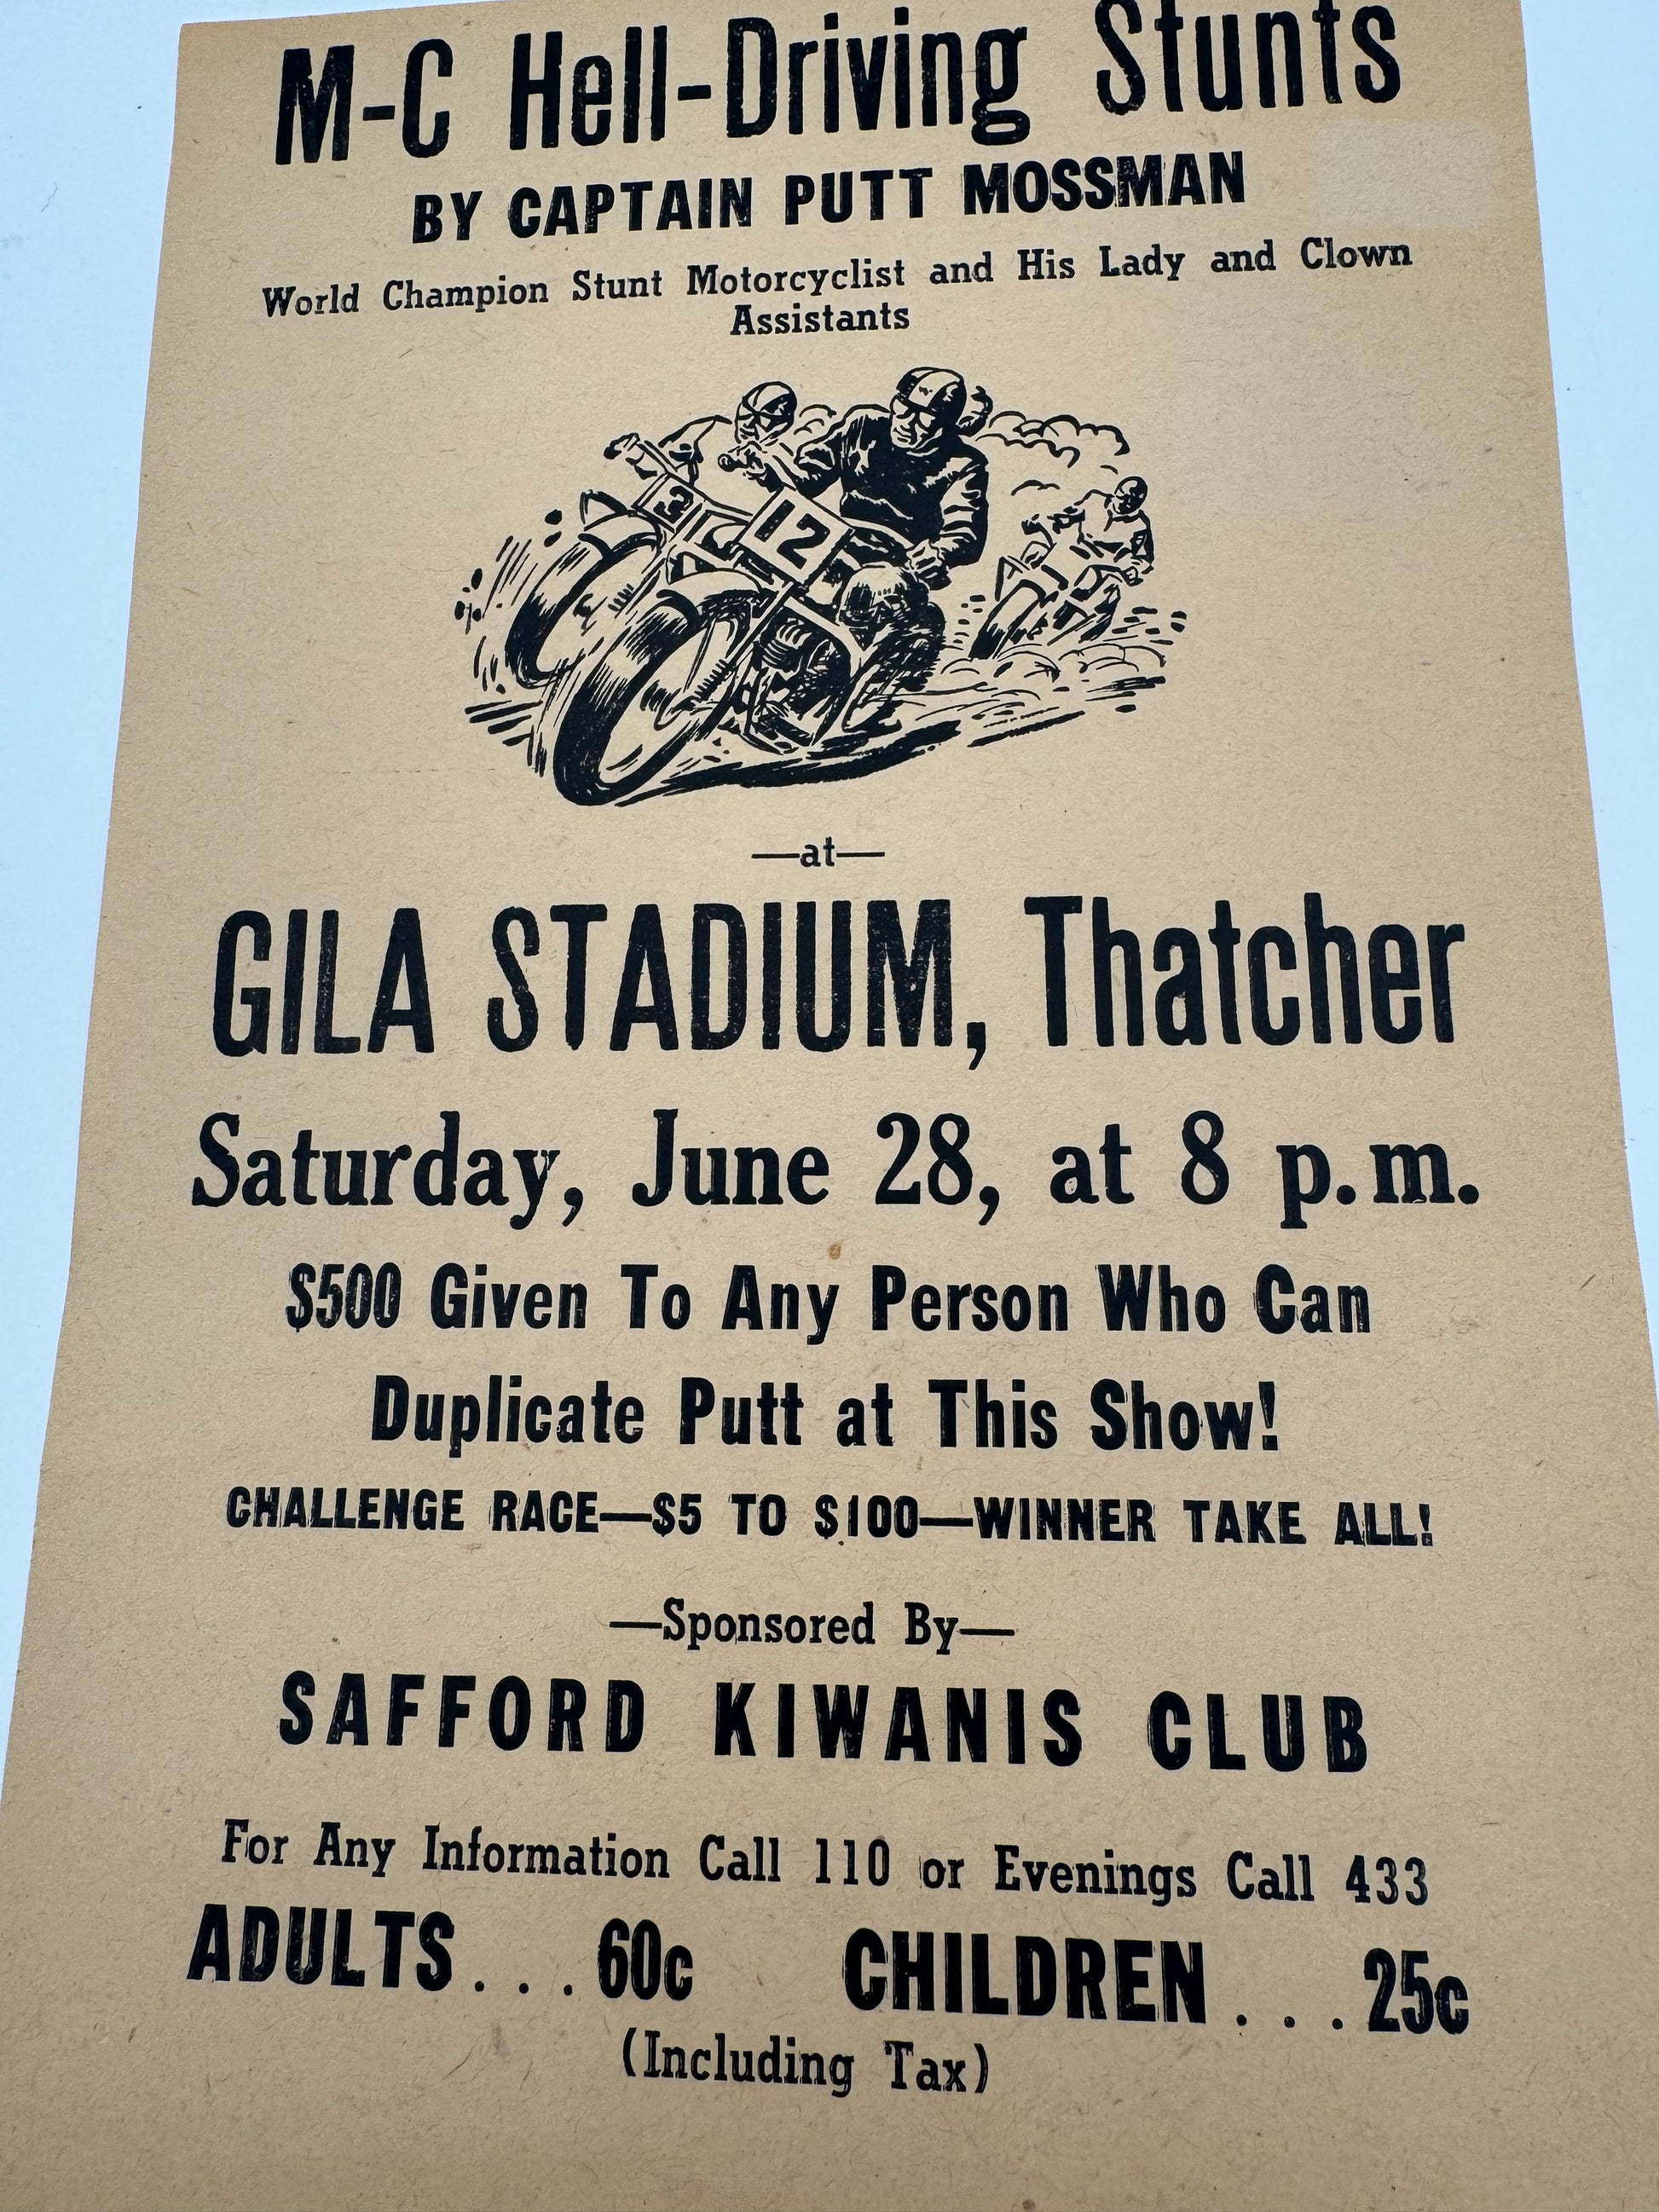 M-C Hell-Driving Stunts
BY CAPTAIN PUTT MOSSMAN
World Champion Stunt Motorcyclist and His Lady and Clown
Assistants
3
12
—at—
GILA STADIUM, Thatcher
Saturday, June 28, at 8 p.m.
$500 Given To Any Person Who Can
Duplicate Putt at This Show!
CHALLENGE RACE—$5 TO $100—WINNER TAKE ALL!
—Sponsored By—
SAFFORD KIWANIS CLUB
For Any Information Call 110 or Evenings Call 433
ADULTS . . . 60c CHILDREN . . . 25c
(Including Tax)